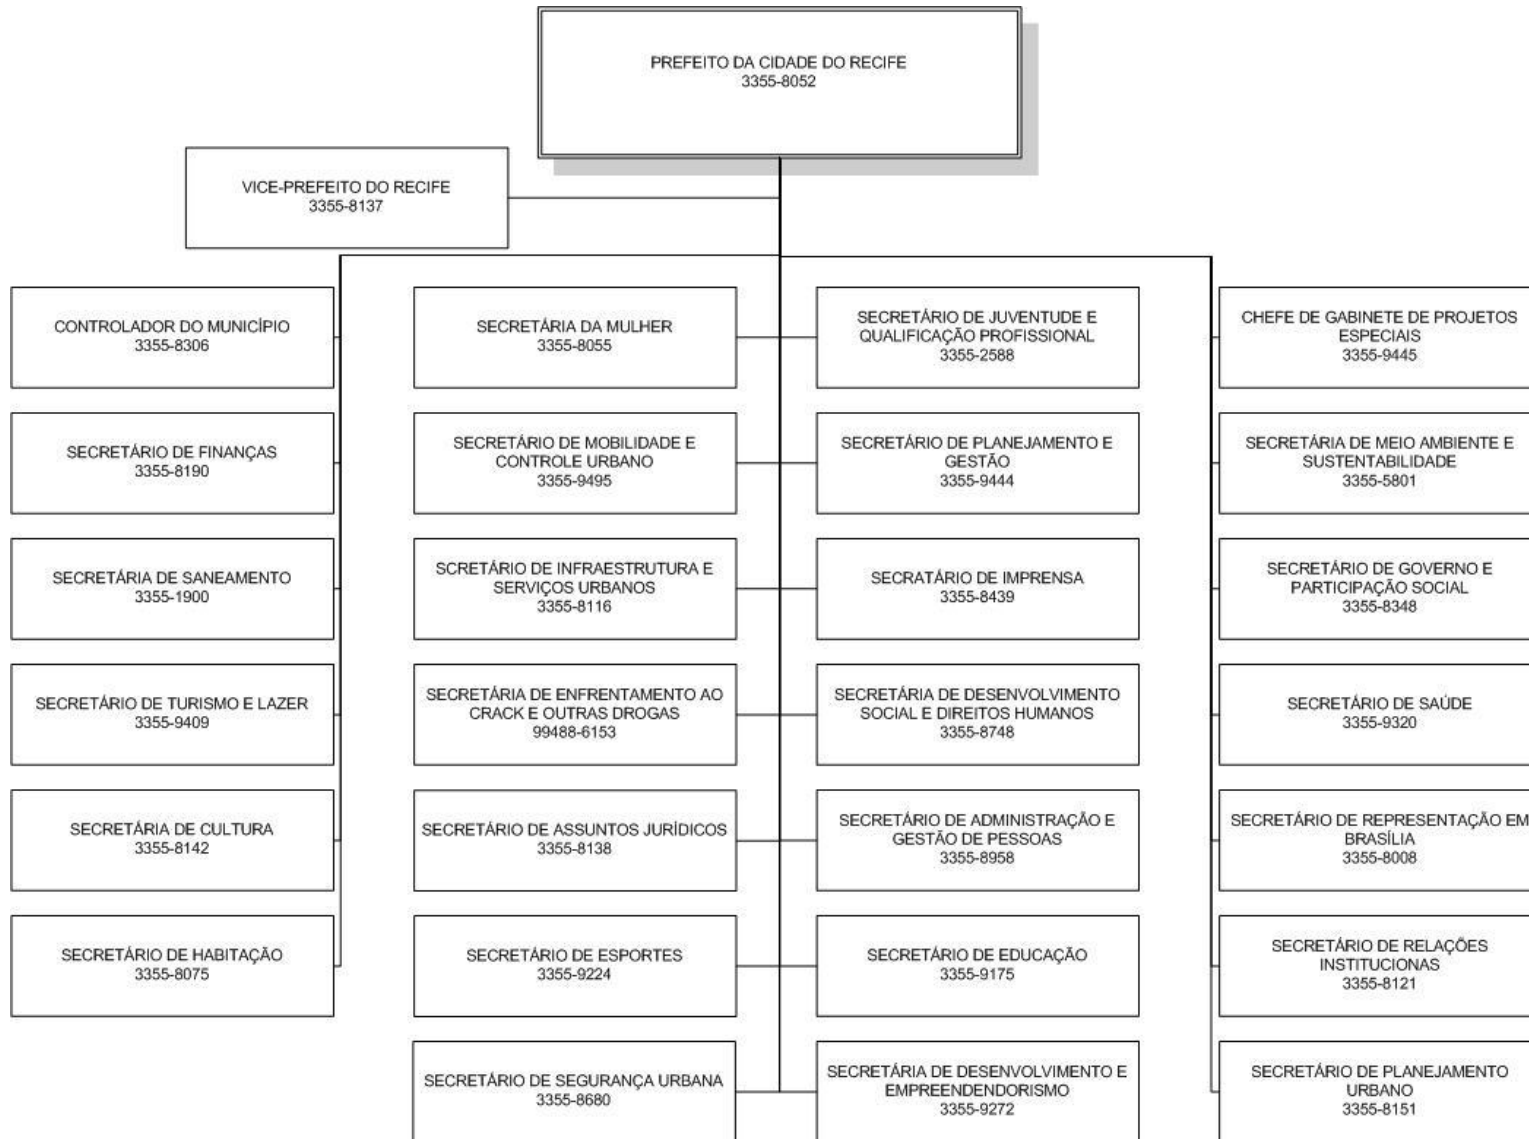 PREFEITO DA CIDADE DO RECIFE
3355-8052
VICE-PREFEITO DO RECIFE
3355-8137
CONTROLADOR DO MUNICÍPIO
3355-8306
SECRETÁRIA DA MULHER
3355-8055
SECRETÁRIO DE JUVENTUDE E
QUALIFICAÇÃO PROFISSIONAL
3355-2588
CHEFE DE GABINETE DE PROJETOS
ESPECIAIS
3355-9445
SECRETÁRIO DE FINANÇAS
3355-8190
SECRETÁRIO DE MOBILIDADE E
CONTROLE URBANO
3355-9495
SECRETÁRIO DE PLANEJAMENTO E
GESTÃO
3355-9444
SECRETÁRIA DE MEIO AMBIENTE E
SUSTENTABILIDADE
3355-5801
SECRETÁRIA DE SANEAMENTO
3355-1900
SCRETÁRIO DE INFRAESTRUTURA E
SERVIÇOS URBANOS
3355-8116
SECRATÁRIO DE IMPRENSA
3355-8439
SECRETÁRIO DE GOVERNO E
PARTICIPAÇÃO SOCIAL
3355-8348
SECRETÁRIO DE TURISMO E LAZER
3355-9409
SECRETÁRIA DE ENFRENTAMENTO AO
CRACK E OUTRAS DROGAS
99488-6153
SECRETÁRIA DE DESENVOLVIMENTO
SOCIAL E DIREITOS HUMANOS
3355-8748
SECRETÁRIO DE SAÚDE
3355-9320
SECRETÁRIA DE CULTURA
3355-8142
SECRETÁRIO DE ASSUNTOS JURÍDICOS
3355-8138
SECRETÁRIO DE ADMINISTRAÇÃO E
GESTÃO DE PESSOAS
3355-8958
SECRETÁRIO DE REPRESENTAÇÃO EM
BRASÍLIA
3355-8008
SECRETÁRIO DE HABITAÇÃO
3355-8075
SECRETÁRIO DE ESPORTES
3355-9224
SECRETÁRIO DE EDUCAÇÃO
3355-9175
SECRETÁRIO DE RELAÇÕES
INSTITUCIONAS
3355-8121
SECRETÁRIO DE SEGURANÇA URBANA
3355-8680
SECRETÁRIA DE DESENVOLVIMENTO E
EMPREENDENDORISMO
3355-9272
SECRETÁRIO DE PLANEJAMENTO
URBANO
3355-8151